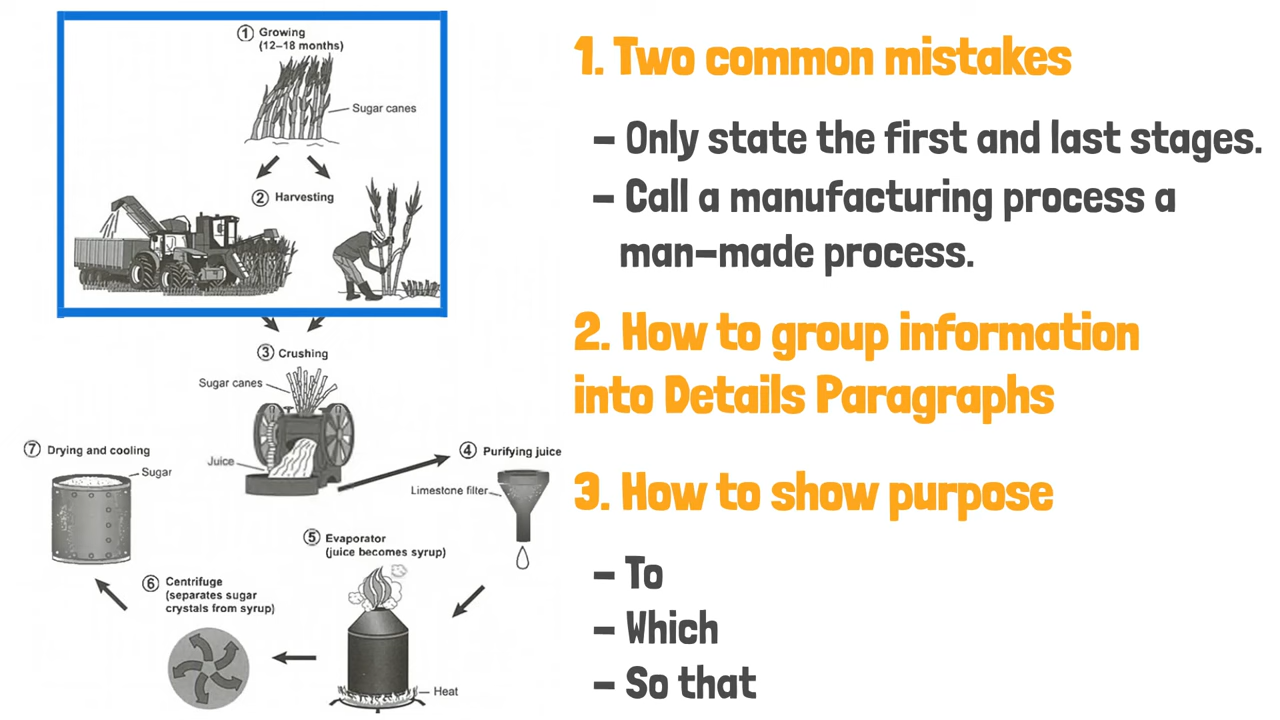 ① Growing
(12–18 months)
Sugar canes
② Harvesting
③ Crushing
Sugar canes
Juice
④ Purifying juice
Limestone filter
⑤ Evaporator
(juice becomes syrup)
Heat
⑥ Centrifuge
(separates sugar
crystals from syrup)
⑦ Drying and cooling
Sugar
1. Two common mistakes
– Only state the first and last stages.
– Call a manufacturing process a
man-made process.
2. How to group information
into Details Paragraphs
3. How to show purpose
– To
– Which
– So that